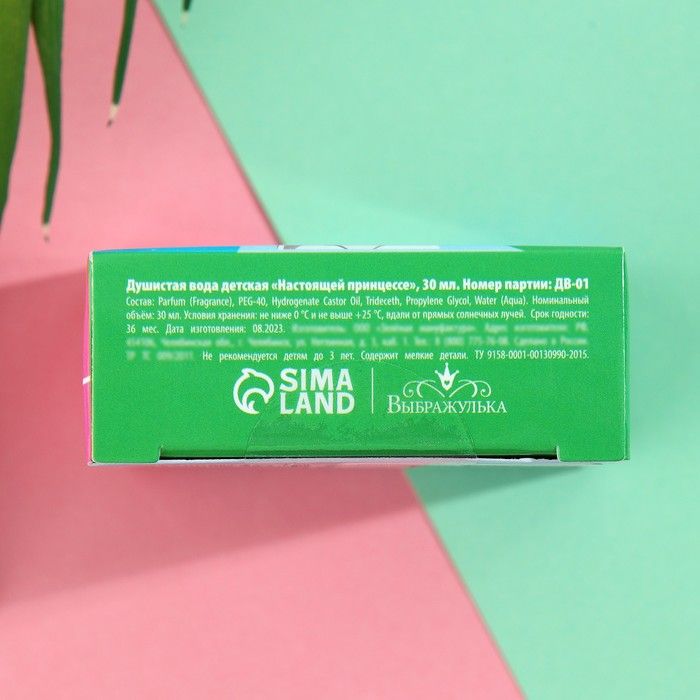 Душистая вода детская «Настоящей принцессе», 30 мл. Номер партии: ДВ-01
Состав: Parfum (Fragrance), PEG-40, Hydrogenate Castor Oil, Trideceth, Propylene Glycol, Water (Aqua). Номинальный
объём: 30 мл. Условия хранения: не ниже 0 °C и не выше +25 °C, вдали от прямых солнечных лучей. Срок годности:
36 мес. Дата изготовления: 08.2023.
Не рекомендуется детям до 3 лет. Содержит мелкие детали. ТУ 9158-0001-00130990-2015.
SIMA
LAND
Выбражулька